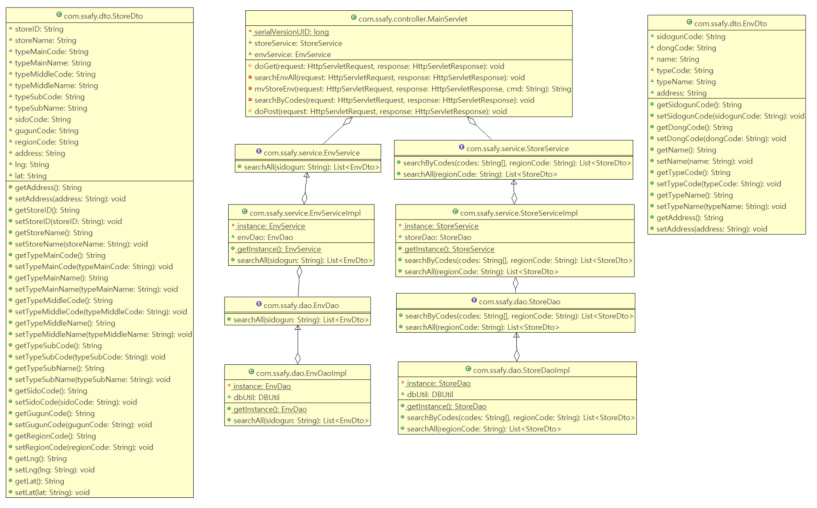 com.ssafy.dto.StoreDto
storeID: String
storeName: String
typeMainCode: String
typeMainName: String
typeMiddleCode: String
typeMiddleName: String
typeSubCode: String
typeSubName: String
sidoCode: String
gugunCode: String
regionCode: String
address: String
lng: String
lat: String
getAddress(): String
setAddress(address: String): void
getStoreID(): String
setStoreID(storeID: String): void
getStoreName(): String
setStoreName(storeName: String): void
getTypeMainCode(): String
setTypeMainCode(typeMainCode: String): void
getTypeMainName(): String
setTypeMainName(typeMainName: String): void
getTypeMiddleCode(): String
setTypeMiddleCode(typeMiddleCode: String): void
getTypeMiddleName(): String
setTypeMiddleName(typeMiddleName: String): void
getTypeSubCode(): String
setTypeSubCode(typeSubCode: String): void
getTypeSubName(): String
setTypeSubName(typeSubName: String): void
getSidoCode(): String
setSidoCode(sidoCode: String): void
getGugunCode(): String
setGugunCode(gugunCode: String): void
getRegionCode(): String
setRegionCode(regionCode: String): void
getLng(): String
setLng(lng: String): void
getLat(): String
setLat(lat: String): void
com.ssafy.controller.MainServlet
serialVersionUID: long
storeService: StoreService
envService: EnvService
doGet(request: HttpServletRequest, response: HttpServletResponse): void
searchEnvAll(request: HttpServletRequest, response: HttpServletResponse): void
mvStoreEnv(request: HttpServletRequest, response: HttpServletResponse, cmd: String): String
searchByCodes(request: HttpServletRequest, response: HttpServletResponse): void
doPost(request: HttpServletRequest, response: HttpServletResponse): void
com.ssafy.service.EnvService
searchAll(sidogun: String): List<EnvDto>
com.ssafy.service.EnvServiceImpl
instance: EnvService
envDao: EnvDao
getInstance(): EnvService
searchAll(sidogun: String): List<EnvDto>
com.ssafy.dao.EnvDao
searchAll(sidogun: String): List<EnvDto>
com.ssafy.dao.EnvDaoImpl
instance: EnvDao
dbUtil: DBUtil
getInstance(): EnvDao
searchAll(sidogun: String): List<EnvDto>
com.ssafy.service.StoreService
searchByCodes(codes: String[], regionCode: String): List<StoreDto>
searchAll(regionCode: String): List<StoreDto>
com.ssafy.service.StoreServiceImpl
instance: StoreService
storeDao: StoreDao
getInstance(): StoreService
searchByCodes(codes: String[], regionCode: String): List<StoreDto>
searchAll(regionCode: String): List<StoreDto>
com.ssafy.dao.StoreDao
searchByCodes(codes: String[], regionCode: String): List<StoreDto>
searchAll(regionCode: String): List<StoreDto>
com.ssafy.dao.StoreDaoImpl
instance: StoreDao
dbUtil: DBUtil
getInstance(): StoreDao
searchByCodes(codes: String[], regionCode: String): List<StoreDto>
searchAll(regionCode: String): List<StoreDto>
com.ssafy.dto.EnvDto
sidogunCode: String
dongCode: String
name: String
typeCode: String
typeName: String
address: String
getSidogunCode(): String
setSidogunCode(sidogunCode: String): void
getDongCode(): String
setDongCode(dongCode: String): void
getName(): String
setName(name: String): void
getTypeCode(): String
setTypeCode(typeCode: String): void
getTypeName(): String
setTypeName(typeName: String): void
getAddress(): String
setAddress(address: String): void